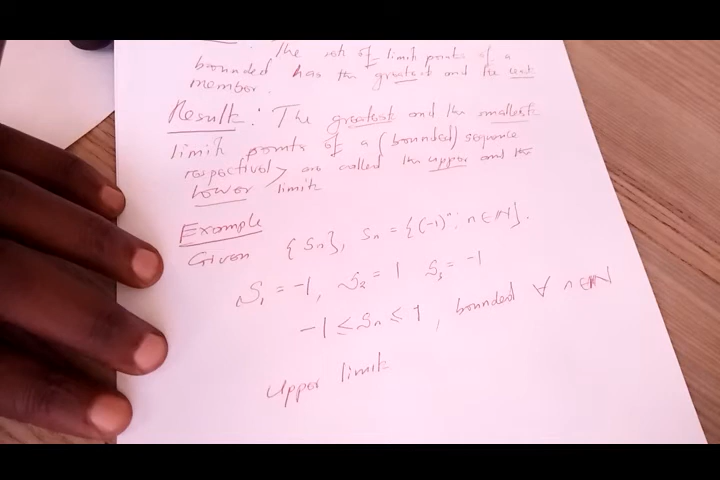 The set of limit points of a
bounded has the greatest and the least
member.
Result: The greatest and the smallest
limit points of a (bounded) sequence
respectively are called the upper and the
lower limit
Example
Given {Sn}, Sn = {(-1)^n; n∈N}.
S1 = -1, S2 = 1 S3 = -1
-1 ≤ Sn ≤ 1, bounded ∀ n∈N
Upper limit